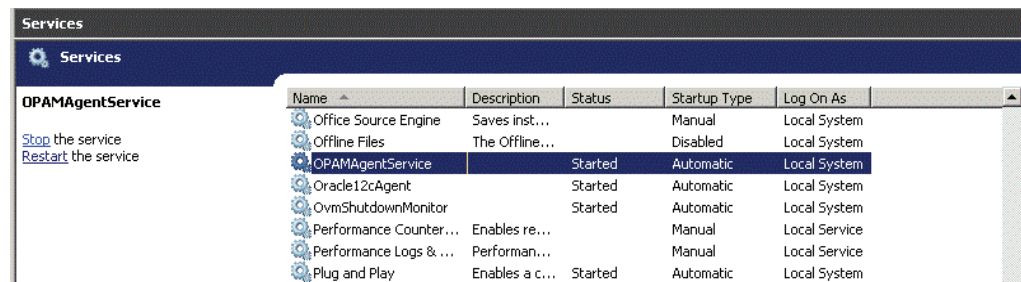 Services
Services
OPAMAgentService
Stop the service
Restart the service
Name Description Status Startup Type Log On As
Office Source Engine Saves inst... Manual Local System
Offline Files The Offline... Disabled Local System
OPAMAgentService Started Automatic Local System
Oracle12cAgent Started Automatic Local System
OvmShutdownMonitor Started Automatic Local System
Performance Counter... Enables re... Manual Local Service
Performance Logs & ... Performan... Manual Local Service
Plug and Play Enables a c... Started Automatic Local System